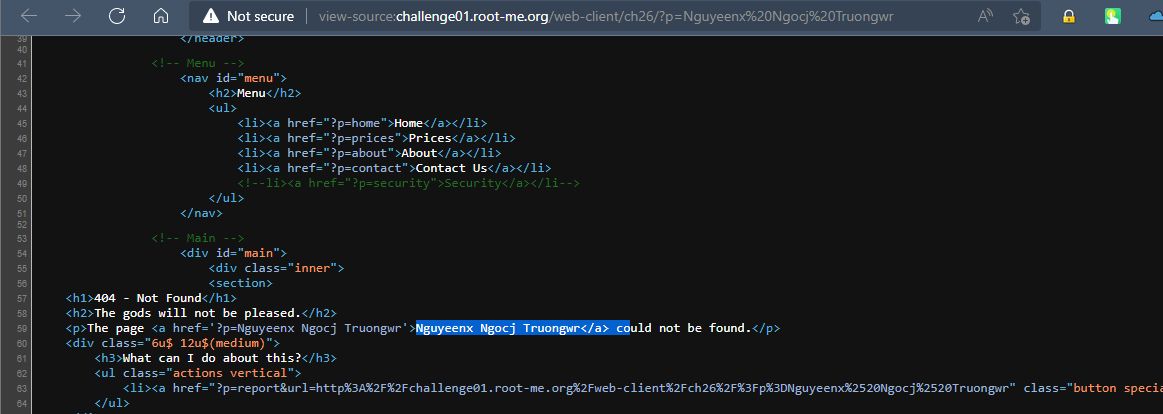 Not secure | view-source:challenge01.root-me.org/web-client/ch26/?p=Nguyeenx%20Ngocj%20Truongwr
39 </header>
40
41 <!-- Menu -->
42 <nav id="menu">
43 <h2>Menu</h2>
44 <ul>
45 <li><a href="?p=home">Home</a></li>
46 <li><a href="?p=prices">Prices</a></li>
47 <li><a href="?p=about">About</a></li>
48 <li><a href="?p=contact">Contact Us</a></li>
49 <!--li><a href="?p=security">Security</a></li-->
50 </ul>
51 </nav>
52
53 <!-- Main -->
54 <div id="main">
55 <div class="inner">
56 <section>
57 <h1>404 - Not Found</h1>
58 <h2>The gods will not be pleased.</h2>
59 <p>The page <a href='?p=Nguyeenx Ngocj Truongwr'>Nguyeenx Ngocj Truongwr</a> could not be found.</p>
60 <div class="6u$ 12u$(medium)">
61 <h3>What can I do about this?</h3>
62 <ul class="actions vertical">
63 <li><a href="?p=report&url=http%3A%2F%2Fchallenge01.root-me.org%2Fweb-client%2Fch26%2F%3Fp%3DNguyeenx%2520Ngocj%2520Truongwr" class="button specia
64 </ul>